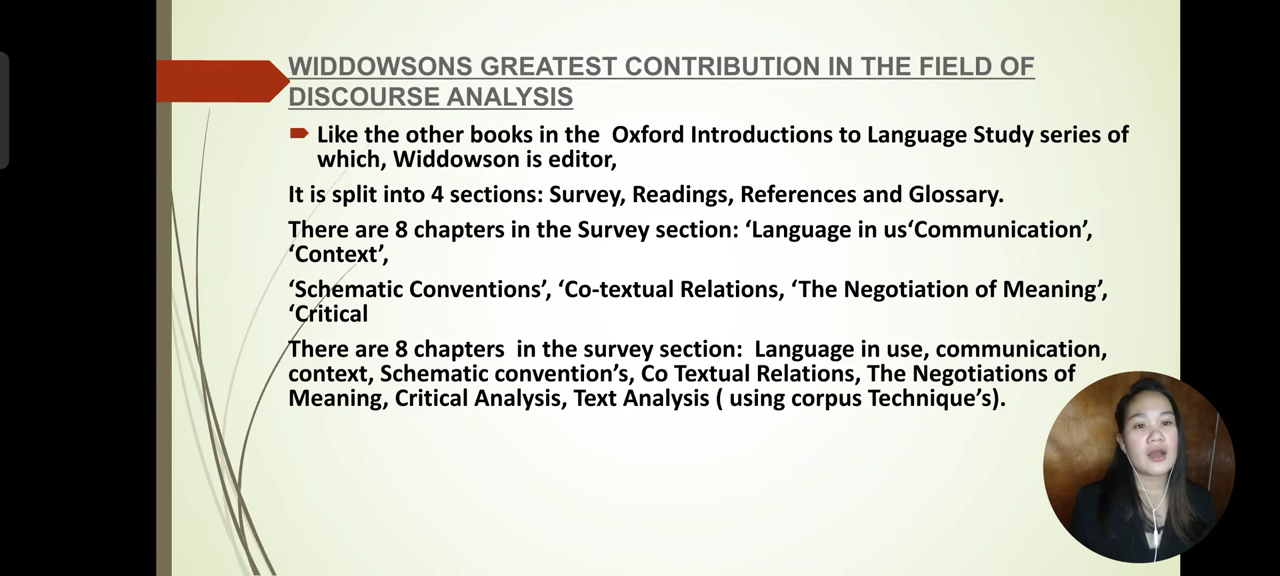 WIDDOWSONS GREATEST CONTRIBUTION IN THE FIELD OF
DISCOURSE ANALYSIS
Like the other books in the  Oxford Introductions to Language Study series of
which, Widdowson is editor,
It is split into 4 sections: Survey, Readings, References and Glossary.
There are 8 chapters in the Survey section: ‘Language in us‘Communication’,
‘Context’,
‘Schematic Conventions’, ‘Co-textual Relations, ‘The Negotiation of Meaning’,
‘Critical
There are 8 chapters  in the survey section:  Language in use, communication,
context, Schematic convention’s, Co Textual Relations, The Negotiations of
Meaning, Critical Analysis, Text Analysis ( using corpus Technique’s).